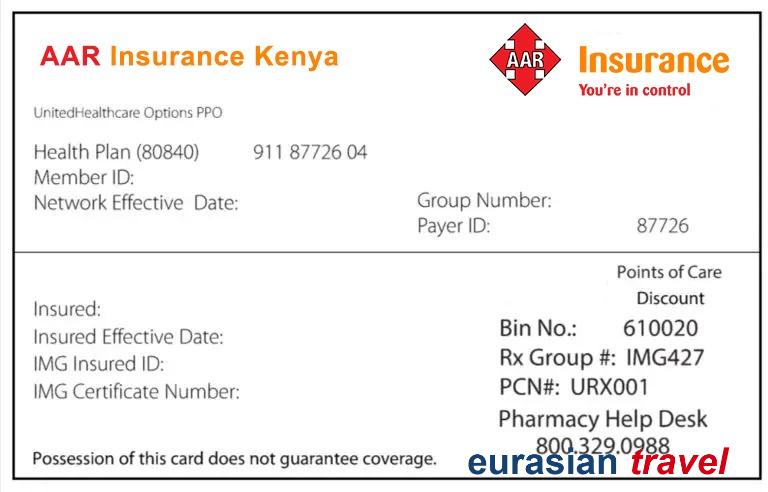 AAR Insurance Kenya
AAR Insurance
You're in control
UnitedHealthcare Options PPO
Health Plan (80840) 911 87726 04
Member ID:
Network Effective Date:
Group Number:
Payer ID: 87726
Points of Care
Discount
Insured:
Insured Effective Date:
IMG Insured ID:
IMG Certificate Number:
Bin No.: 610020
Rx Group #: IMG427
PCN#: URX001
Pharmacy Help Desk
800.329.0988
Possession of this card does not guarantee coverage.
eurasian travel